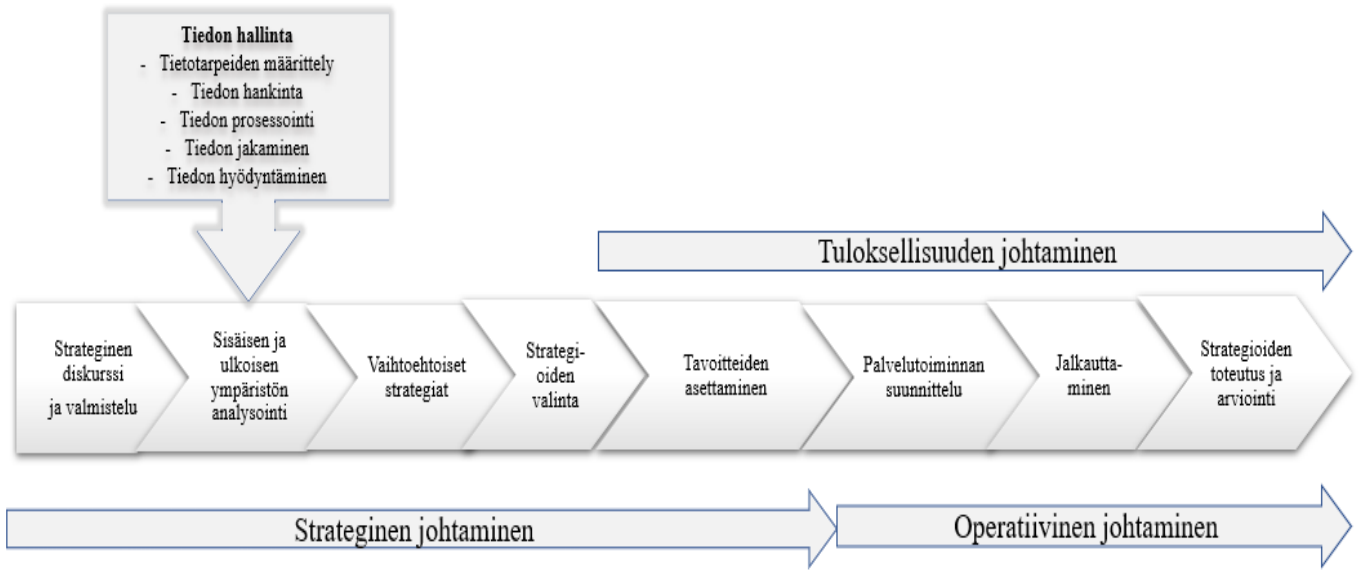 Tiedon hallinta
- Tietotarpeiden määrittely
- Tiedon hankinta
- Tiedon prosessointi
- Tiedon jakaminen
- Tiedon hyödyntäminen
Tuloksellisuuden johtaminen
Strateginen
diskurssi
ja valmistelu
Sisäisen ja
ulkoisen
ympäristön
analysointi
Vaihtoehtoiset
strategiat
Strategi-
oiden
valinta
Tavoitteiden
asettaminen
Palvelutoiminnan
suunnittelu
Jalkautta-
minen
Strategioiden
toteutus ja
arviointi
Strateginen johtaminen
Operatiivinen johtaminen